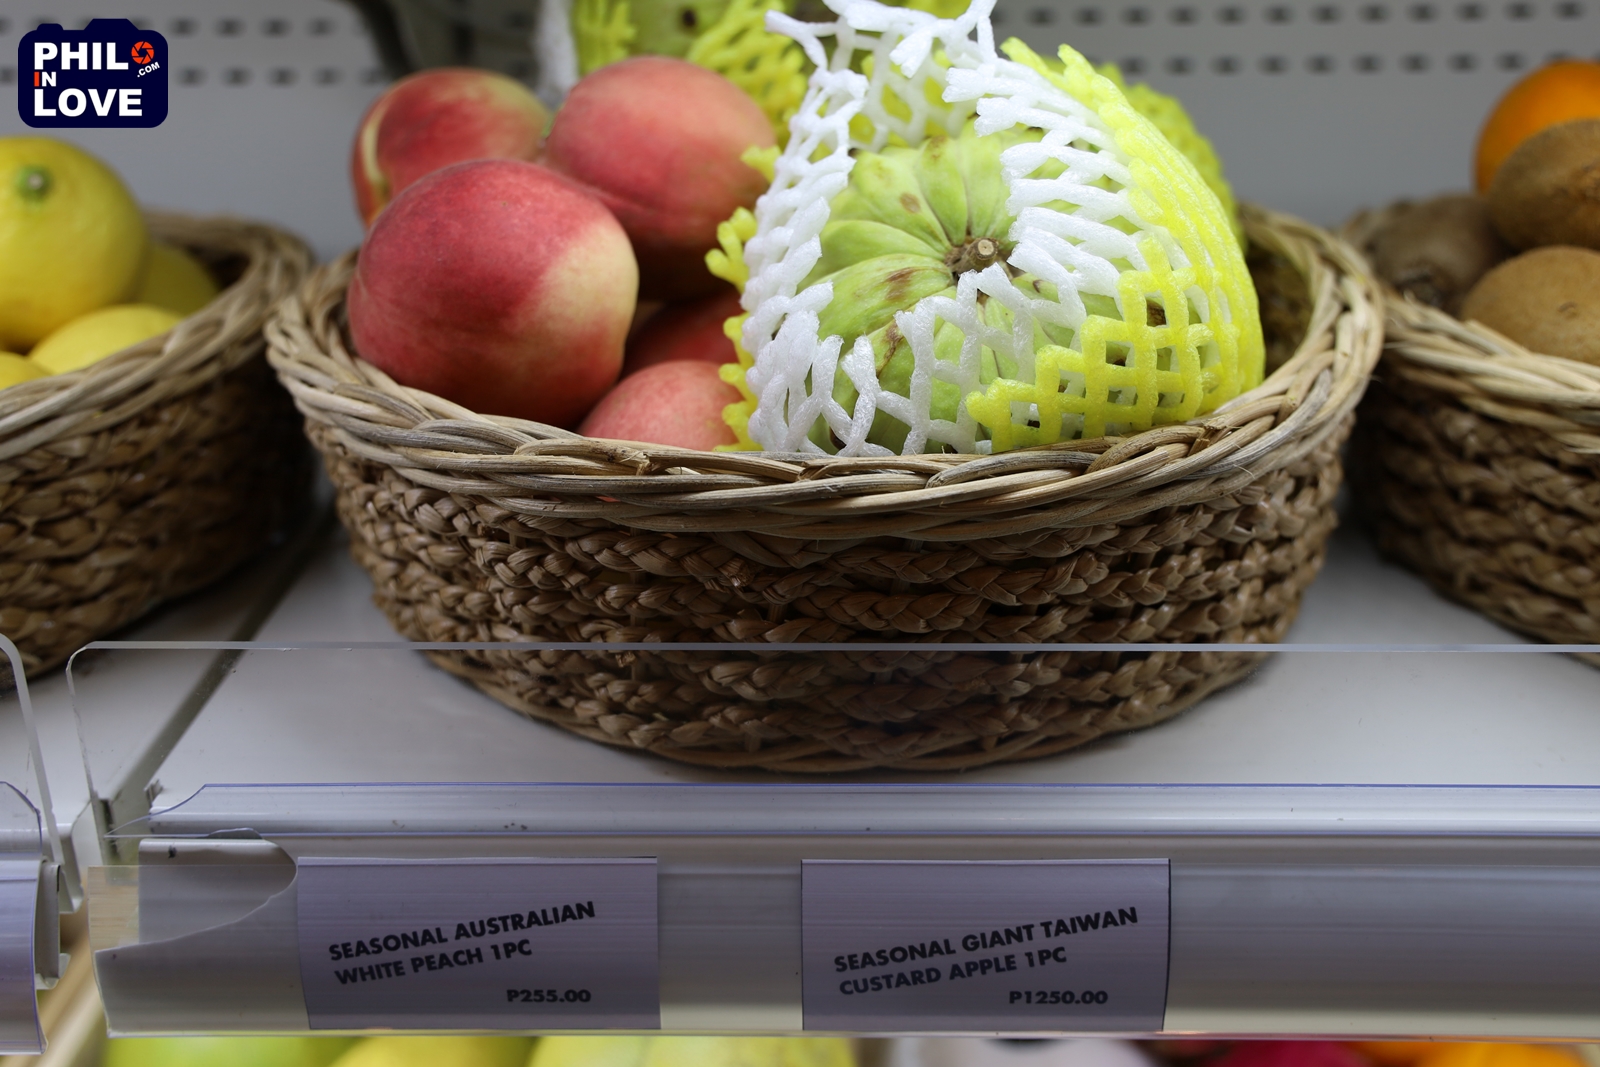 PHIL
IN
.COM
LOVE
SEASONAL AUSTRALIAN
WHITE PEACH 1PC
P255.00
SEASONAL GIANT TAIWAN
CUSTARD APPLE 1PC
P1250.00